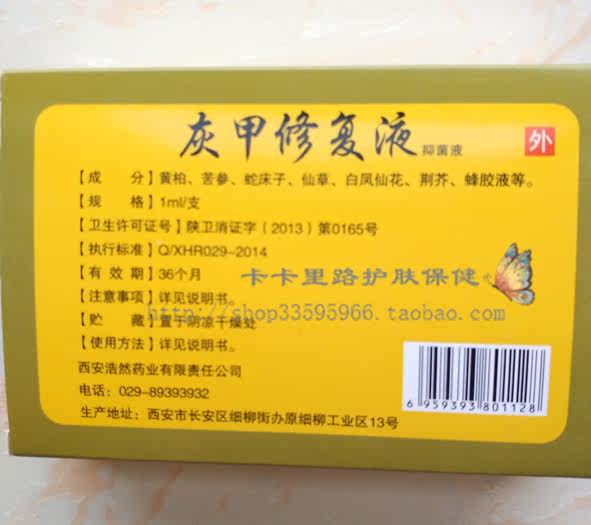 灰甲修复液 抑菌液
外
【成　　分】黄柏、苦参、蛇床子、仙草、白凤仙花、荆芥、蜂胶液等。
【规　　格】1ml/支
【卫生许可证号】陕卫消证字（2013）第0165号
【执行标准】Q/XHR029-2014
【有 效 期】36个月
卡卡里路护肤保健
【注意事项】详见说明书。
http://shop33595966.taobao.com
【贮　　藏】置于阴凉干燥处
【使用方法】详见说明书。
西安浩然药业有限责任公司
电话：029-89393932
生产地址：西安市长安区细柳街办原细柳工业区13号
6 959393 801128